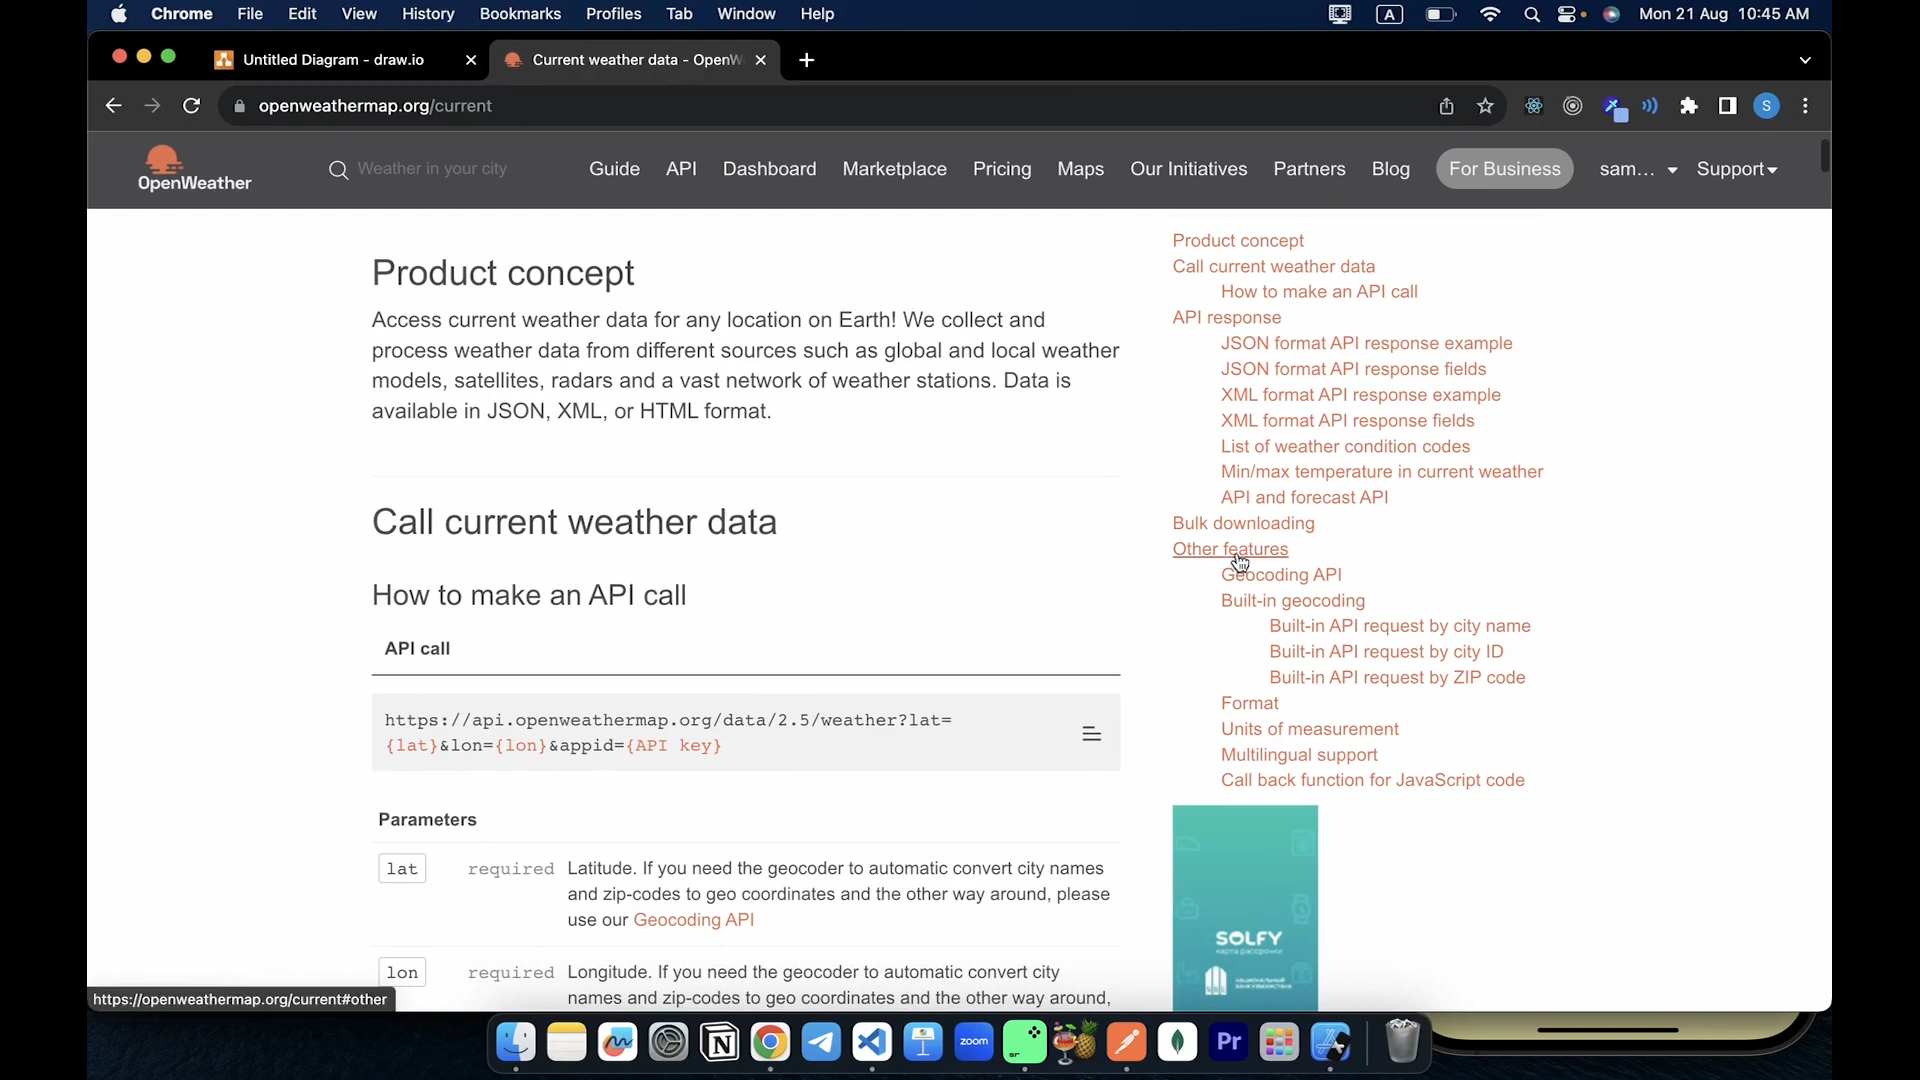 Chrome File Edit View History Bookmarks Profiles Tab Window Help A Mon 21 Aug 10:45 AM
Untitled Diagram - draw.io Current weather data - OpenW
openweathermap.org/current S
OpenWeather Weather in your city Guide API Dashboard Marketplace Pricing Maps Our Initiatives Partners Blog For Business sam... Support
Product concept
Access current weather data for any location on Earth! We collect and
process weather data from different sources such as global and local weather
models, satellites, radars and a vast network of weather stations. Data is
available in JSON, XML, or HTML format.
Call current weather data
How to make an API call
API call
https://api.openweathermap.org/data/2.5/weather?lat=
{lat}&lon={lon}&appid={API key}
Parameters
lat required Latitude. If you need the geocoder to automatic convert city names
and zip-codes to geo coordinates and the other way around, please
use our Geocoding API
lon required Longitude. If you need the geocoder to automatic convert city
names and zip-codes to geo coordinates and the other way around,
Product concept
Call current weather data
How to make an API call
API response
JSON format API response example
JSON format API response fields
XML format API response example
XML format API response fields
List of weather condition codes
Min/max temperature in current weather
API and forecast API
Bulk downloading
Other features
Geocoding API
Built-in geocoding
Built-in API request by city name
Built-in API request by city ID
Built-in API request by ZIP code
Format
Units of measurement
Multilingual support
Call back function for JavaScript code
SOLFY
карта рассрочки
НАЦИОНАЛЬНЫЙ
БАНК УЗБЕКИСТАНА
https://openweathermap.org/current#other
zoom
sr
Pr